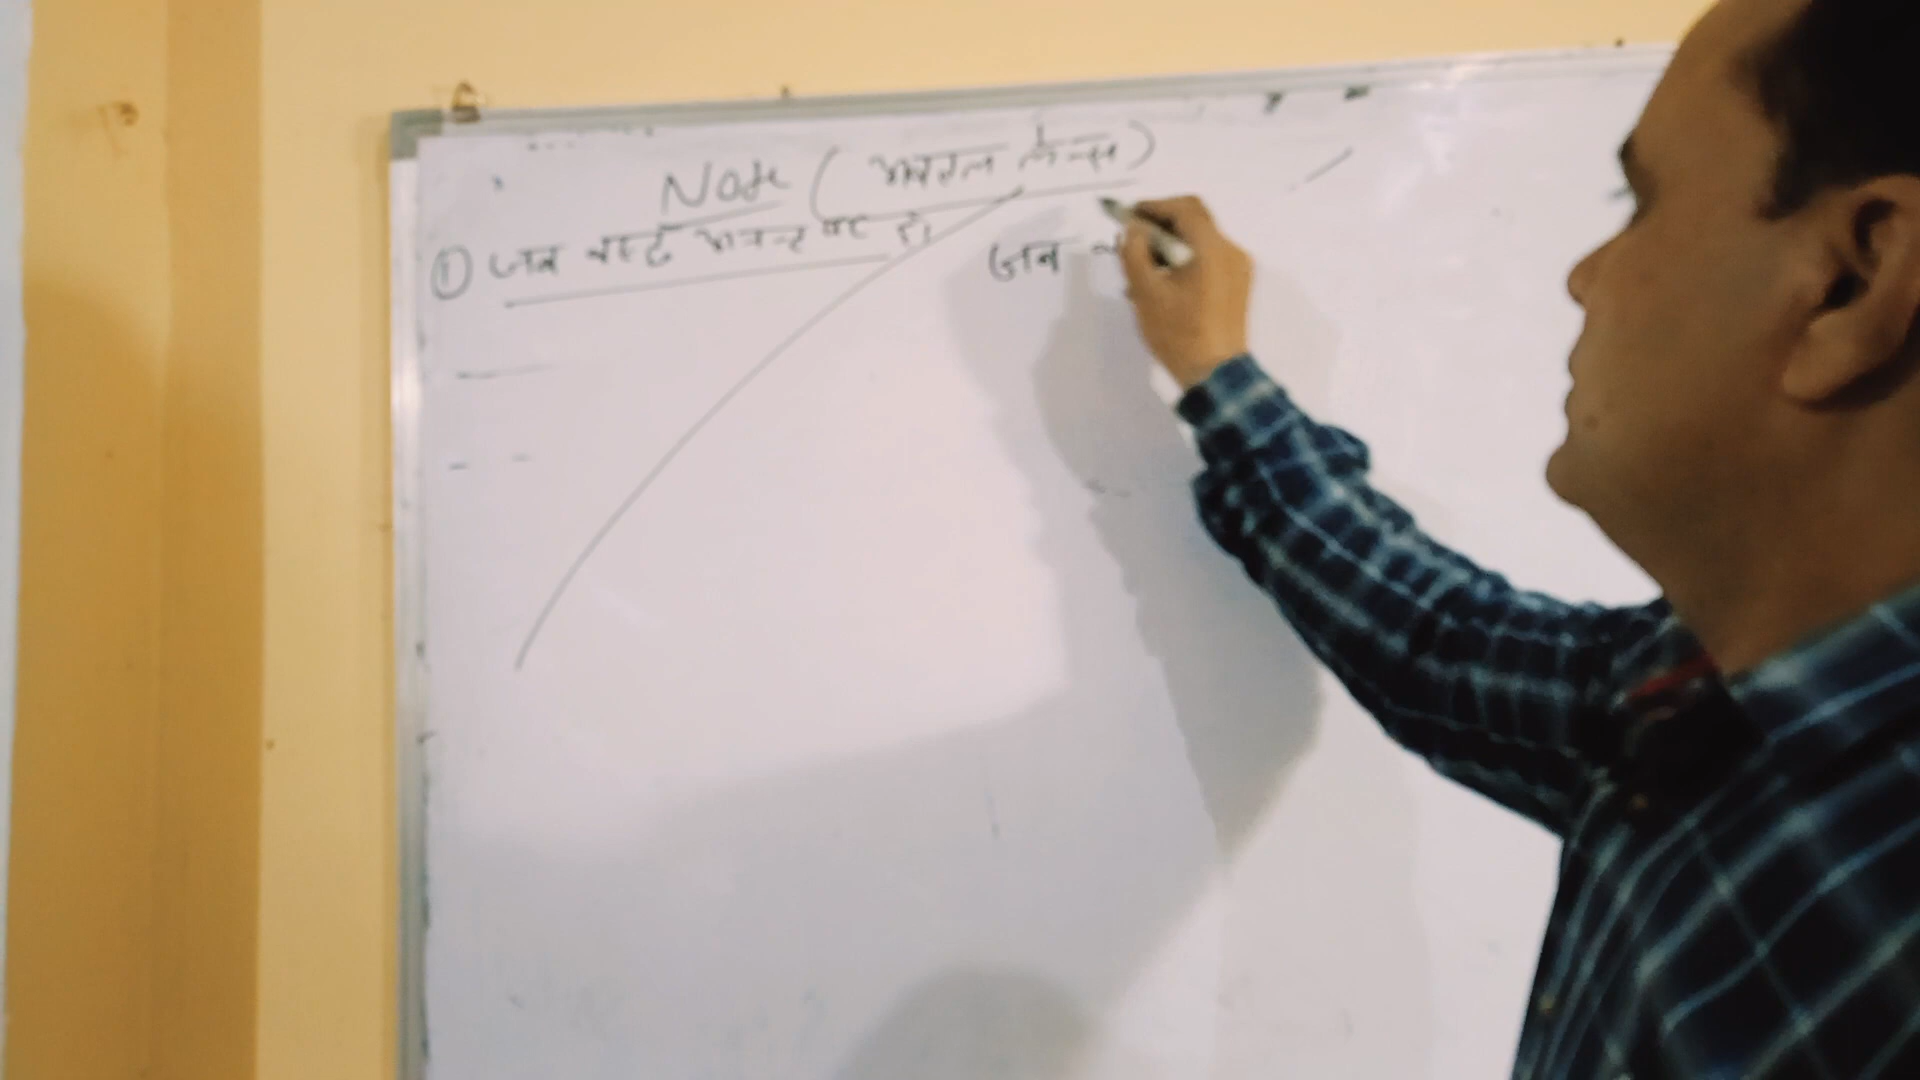 Note (अवतल लेन्स)
① जब वस्तु अनन्त पर हो
जब व